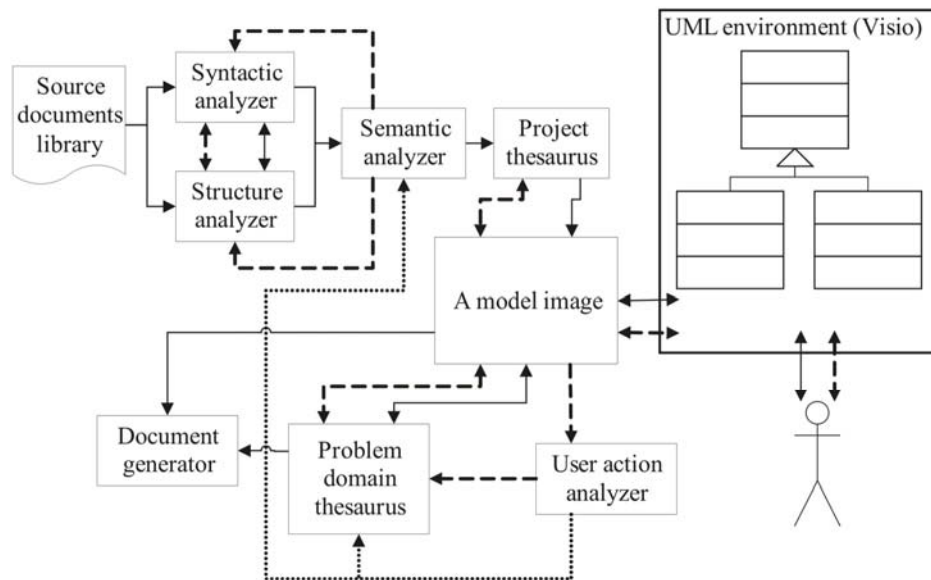 UML environment (Visio)
Source
documents
library
Syntactic
analyzer
Structure
analyzer
Semantic
analyzer
Project
thesaurus
A model image
Document
generator
Problem
domain
thesaurus
User action
analyzer